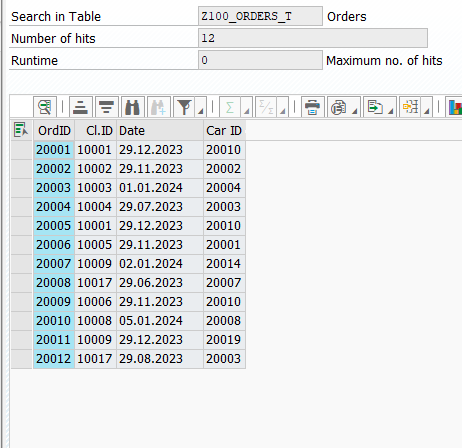 Search in Table Z100_ORDERS_T Orders
Number of hits 12
Runtime 0 Maximum no. of hits
OrdID Cl.ID Date Car ID
20001 10001 29.12.2023 20010
20002 10002 29.11.2023 20002
20003 10003 01.01.2024 20004
20004 10004 29.07.2023 20003
20005 10001 29.12.2023 20010
20006 10005 29.11.2023 20001
20007 10009 02.01.2024 20014
20008 10017 29.06.2023 20007
20009 10006 29.11.2023 20010
20010 10008 05.01.2024 20008
20011 10009 29.12.2023 20019
20012 10017 29.08.2023 20003